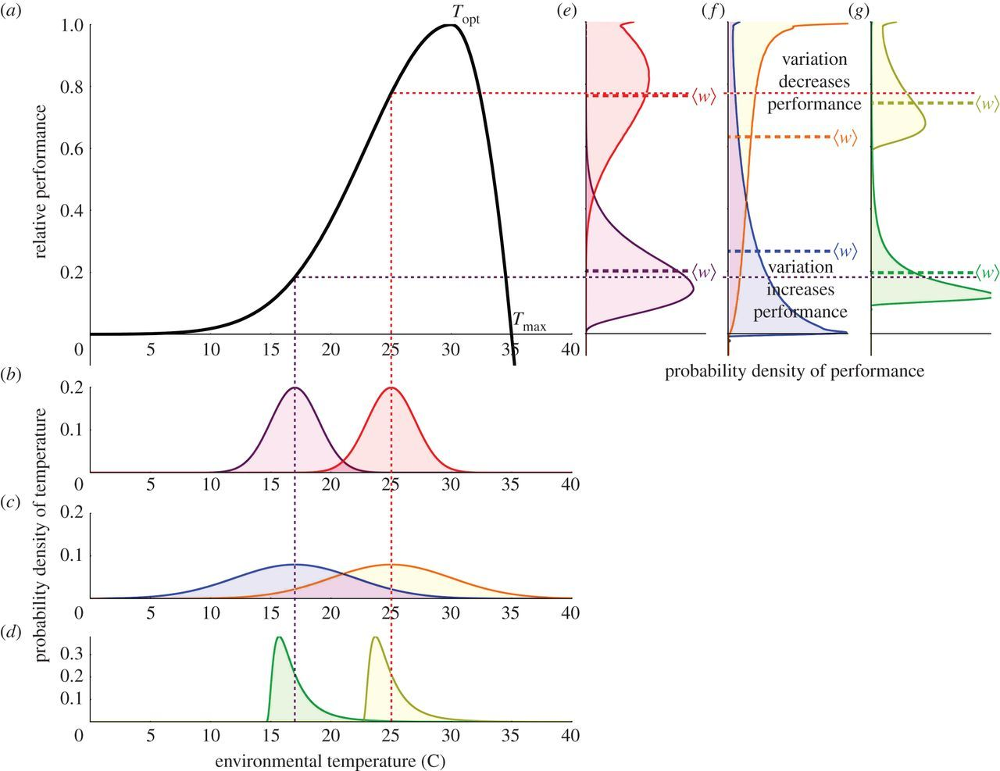 (a)
T opt
(e)
(f)
(g)
1.0
0.8
0.6
0.4
0.2
relative performance
variation
decreases
performance
⟨w⟩
⟨w⟩
⟨w⟩
⟨w⟩
⟨w⟩
⟨w⟩
variation
increases
performance
T max
0 5 10 15 20 25 30 35 40
probability density of performance
(b)
0.2
0.1
0 5 10 15 20 25 30 35 40
probability density of temperature
(c)
0.2
0.1
0 5 10 15 20 25 30 35 40
(d)
0.3
0.2
0.1
0 5 10 15 20 25 30 35 40
environmental temperature (C)